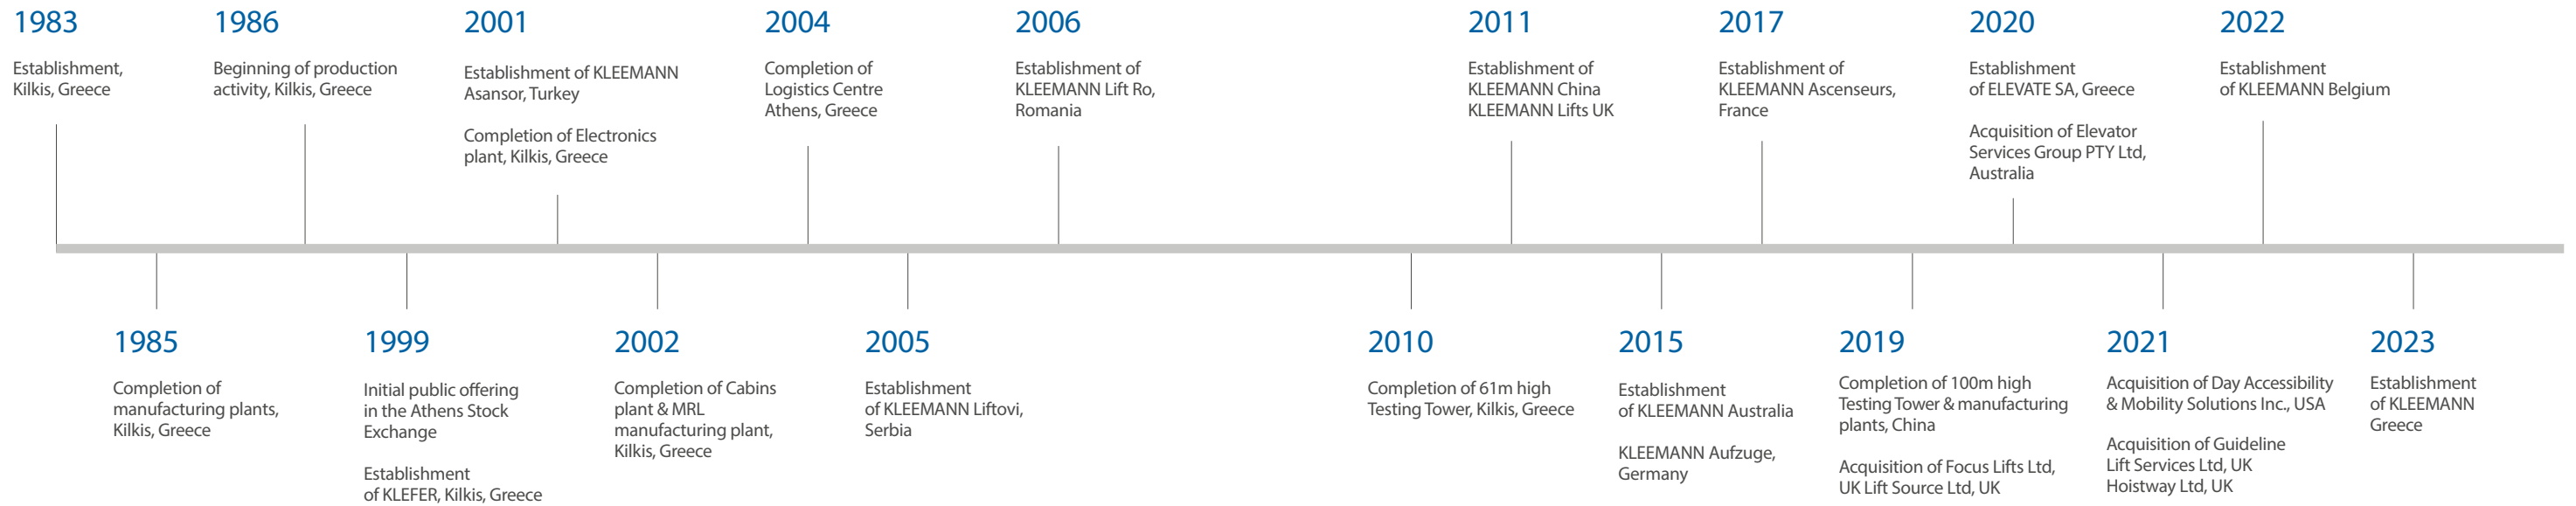 1983
Establishment,
Kilkis, Greece
1985
Completion of
manufacturing plants,
Kilkis, Greece
1986
Beginning of production
activity, Kilkis, Greece
1999
Initial public offering
in the Athens Stock
Exchange
Establishment
of KLEFER, Kilkis, Greece
2001
Establishment of KLEEMANN
Asansor, Turkey
Completion of Electronics
plant, Kilkis, Greece
2002
Completion of Cabins
plant & MRL
manufacturing plant,
Kilkis, Greece
2004
Completion of
Logistics Centre
Athens, Greece
2005
Establishment
of KLEEMANN Liftovi,
Serbia
2006
Establishment of
KLEEMANN Lift Ro,
Romania
2010
Completion of 61m high
Testing Tower, Kilkis, Greece
2011
Establishment of
KLEEMANN China
KLEEMANN Lifts UK
2015
Establishment
of KLEEMANN Australia
KLEEMANN Aufzuge,
Germany
2017
Establishment of
KLEEMANN Ascenseurs,
France
2019
Completion of 100m high
Testing Tower & manufacturing
plants, China
Acquisition of Focus Lifts Ltd,
UK Lift Source Ltd, UK
2020
Establishment
of ELEVATE SA, Greece
Acquisition of Elevator
Services Group PTY Ltd,
Australia
2021
Acquisition of Day Accessibility
& Mobility Solutions Inc., USA
Acquisition of Guideline
Lift Services Ltd, UK
Hoistway Ltd, UK
2022
Establishment
of KLEEMANN Belgium
2023
Establishment
of KLEEMANN
Greece